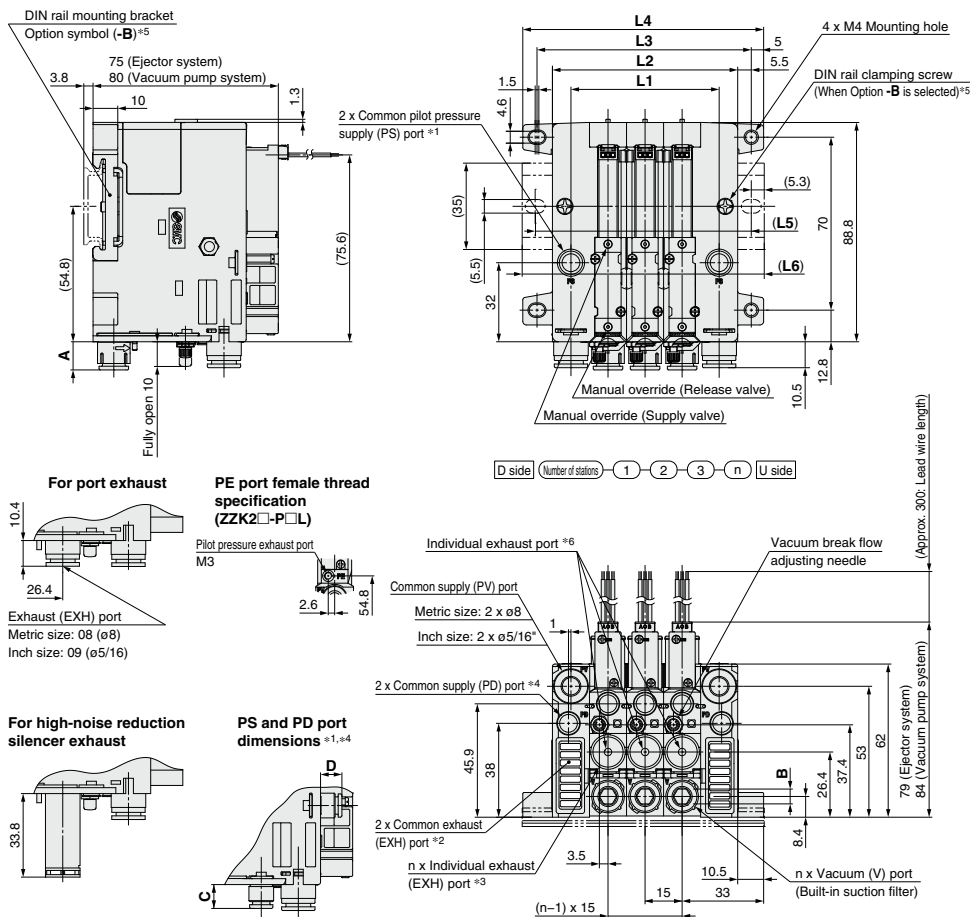 DIN rail mounting bracket
Option symbol (-B)*5
75 (Ejector system)
80 (Vacuum pump system)
3.8
10
1.3
(54.8)
(75.6)
A
Fully open 10
SMC
L4
L3
L2
L1
4 x M4 Mounting hole
5
5.5
DIN rail clamping screw
(When Option -B is selected)*5
1.5
4.6
2 x Common pilot pressure
supply (PS) port *1
(5.3)
(35)
(5.5)
32
(L5)
(L6)
70
88.8
PS
PS
12.8
10.5
Manual override (Release valve)
Manual override (Supply valve)
D side
Number of stations
1
2
3
n
U side
For port exhaust
10.4
26.4
Exhaust (EXH) port
Metric size: 08 (ø8)
Inch size: 09 (ø5/16)
PE port female thread
specification
(ZZK2□-P□L)
Pilot pressure exhaust port
M3
PE
2.6
54.8
For high-noise reduction
silencer exhaust
33.8
PS and PD port
dimensions *1,*4
D
C
(Approx. 300: Lead wire length)
Individual exhaust port *6
Vacuum break flow
adjusting needle
Common supply (PV) port
Metric size: 2 x ø8
Inch size: 2 x ø5/16"
1
2 x Common supply (PD) port *4
PV
PV
PD
PD
45.9
38
B
8.4
26.4
37.4
53
62
79 (Ejector system)
84 (Vacuum pump system)
2 x Common exhaust
(EXH) port *2
n x Individual exhaust
(EXH) port *3
3.5
(n–1) x 15
15
10.5
33
n x Vacuum (V) port
(Built-in suction filter)